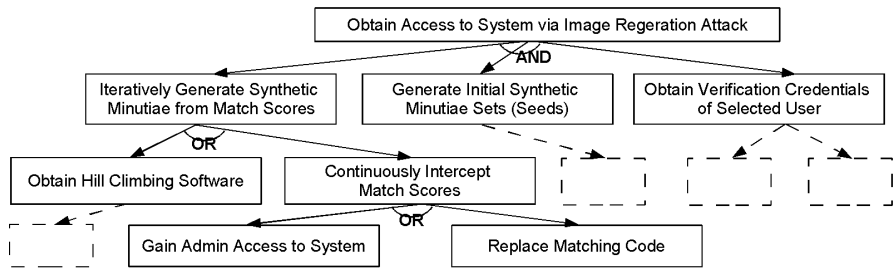 Obtain Access to System via Image Regeration Attack
AND
Iteratively Generate Synthetic
Minutiae from Match Scores
Generate Initial Synthetic
Minutiae Sets (Seeds)
Obtain Verification Credentials
of Selected User
OR
Obtain Hill Climbing Software
Continuously Intercept
Match Scores
OR
Gain Admin Access to System
Replace Matching Code